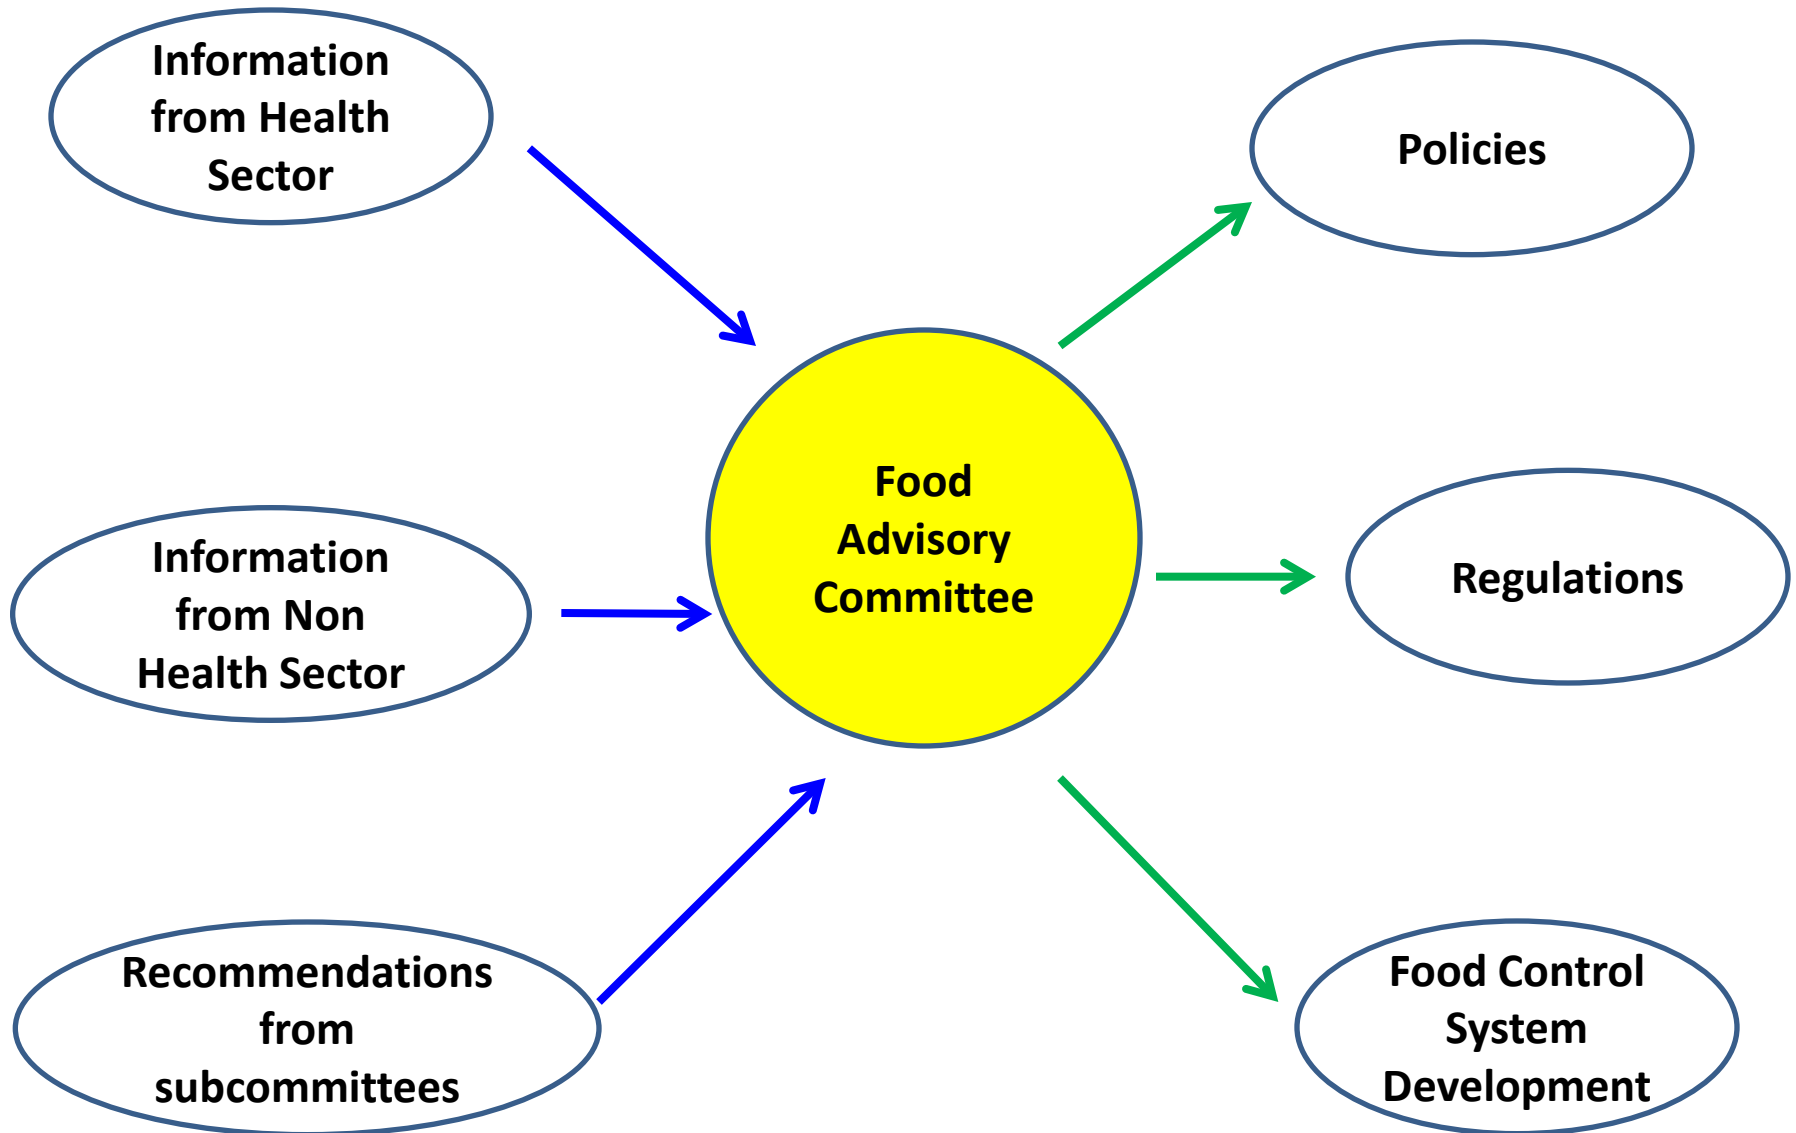 Information
from Health
Sector
Policies
Food
Advisory
Committee
Information
from Non
Health Sector
Regulations
Recommendations
from
subcommittees
Food Control
System
Development